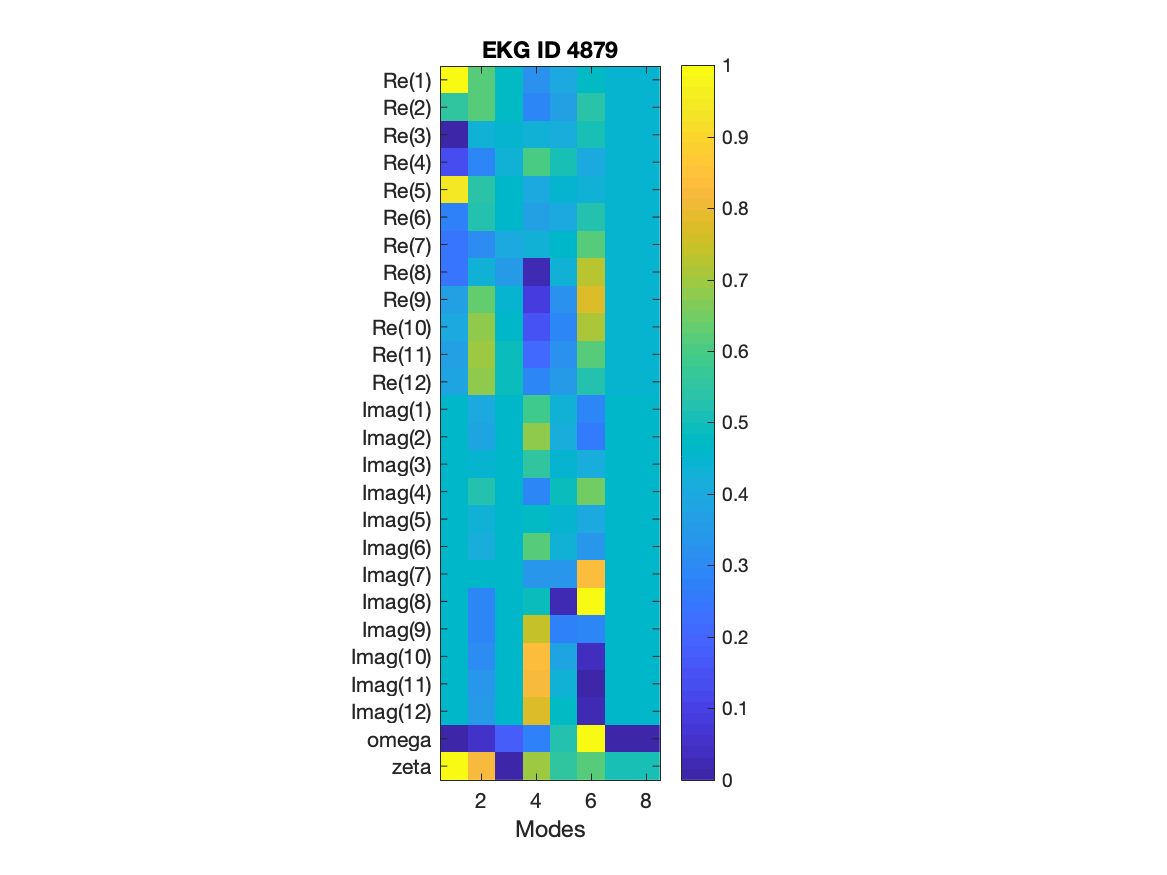 EKG ID 4879
Re(1)
Re(2)
Re(3)
Re(4)
Re(5)
Re(6)
Re(7)
Re(8)
Re(9)
Re(10)
Re(11)
Re(12)
Imag(1)
Imag(2)
Imag(3)
Imag(4)
Imag(5)
Imag(6)
Imag(7)
Imag(8)
Imag(9)
Imag(10)
Imag(11)
Imag(12)
omega
zeta
2 4 6 8
Modes
1
0.9
0.8
0.7
0.6
0.5
0.4
0.3
0.2
0.1
0